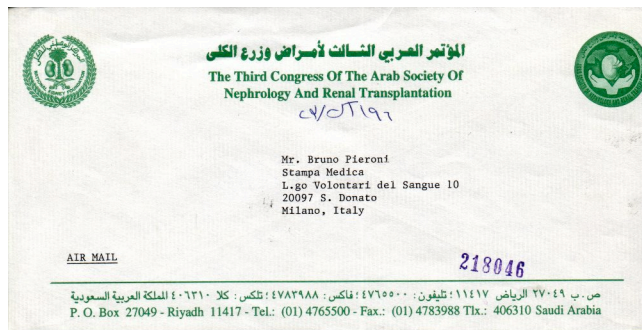 المؤتمر العربي الثالث لأمراض وزرع الكلى
The Third Congress Of The Arab Society Of
Nephrology And Renal Transplantation
Mr. Bruno Pieroni
Stampa Medica
L.go Volontari del Sangue 10
20097 S. Donato
Milano, Italy
AIR MAIL
218046
ص. ب ٢٧٠٤٩ الرياض ١١٤١٧ ؛ تليفون : ٤٧٦٥٥٠٠ ؛ فاكس : ٤٧٨٣٩٨٨ ؛ تلكس : كلا ٤٠٦٣١٠ المملكة العربية السعودية
P. O. Box 27049 - Riyadh 11417 - Tel.: (01) 4765500 - Fax.: (01) 4783988 Tlx.: 406310 Saudi Arabia